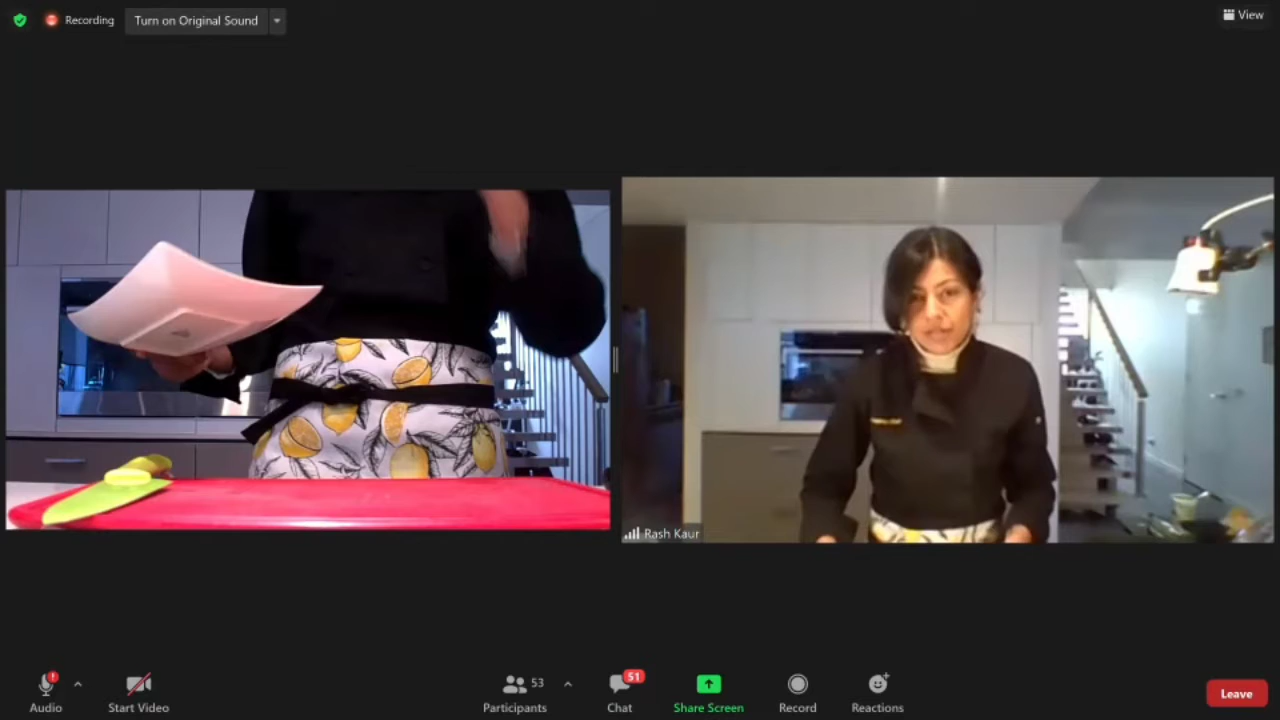 Recording
Turn on Original Sound
View
Rash Kaur
Audio
Start Video
53
Participants
51
Chat
Share Screen
Record
Reactions
Leave